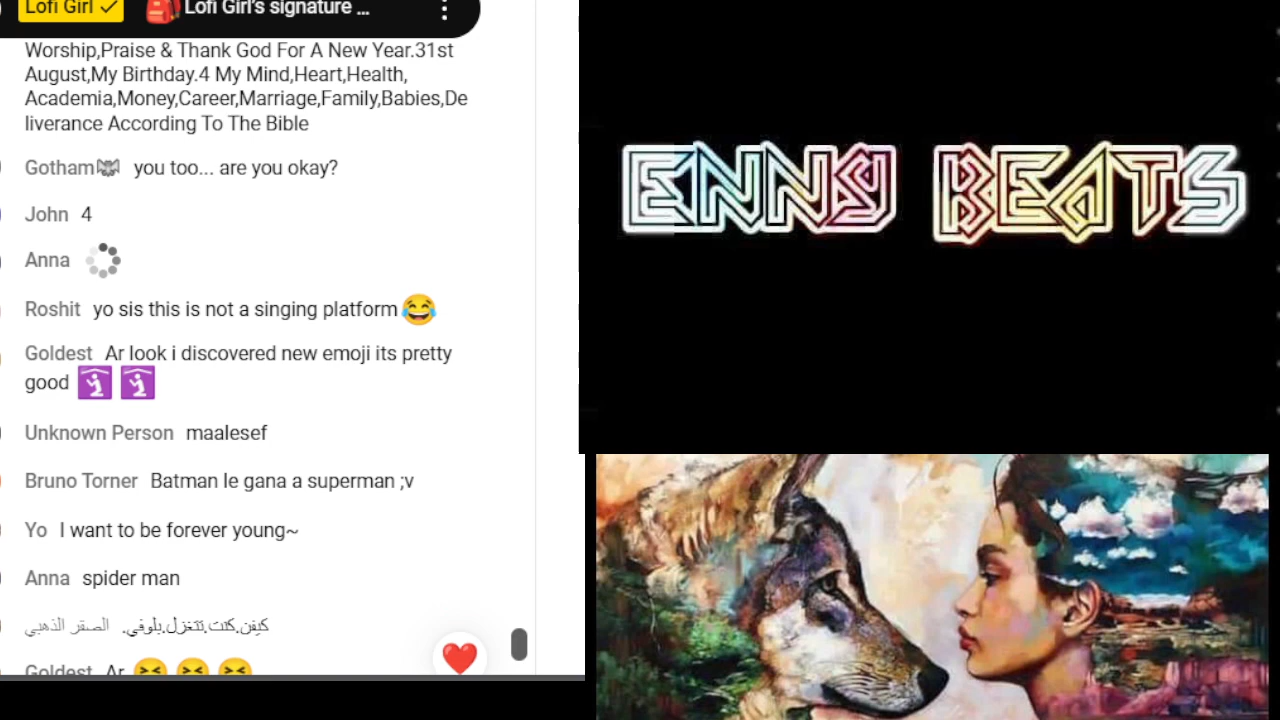 Lofi Girl
Lofi Girl's signature ...
Worship,Praise & Thank God For A New Year.31st
August,My Birthday.4 My Mind,Heart,Health,
Academia,Money,Career,Marriage,Family,Babies,De
liverance According To The Bible
Gotham you too... are you okay?
John 4
Anna
Roshit yo sis this is not a singing platform😂
Goldest Ar look i discovered new emoji its pretty
good 🛐 🛐
Unknown Person maalesef
Bruno Torner Batman le gana a superman ;v
Yo I want to be forever young~
Anna spider man
الصقر الذهبي كيفن.كنت.تتغزل.بلوفي.
Goldest Ar 😆 😆 😆
ENNY BEATS